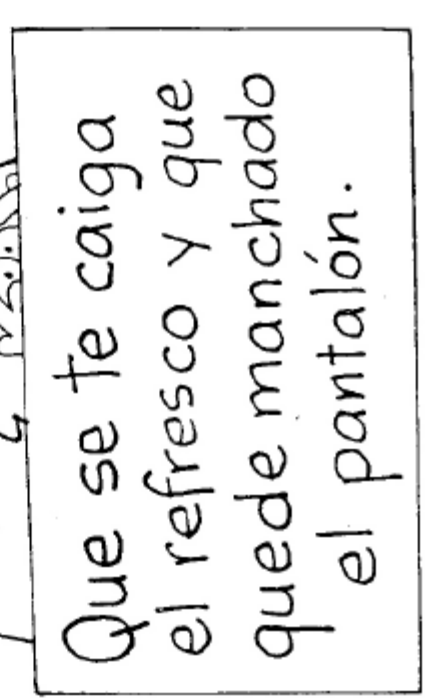 Que se te caiga
el refresco y que
quede manchado
el pantalón.